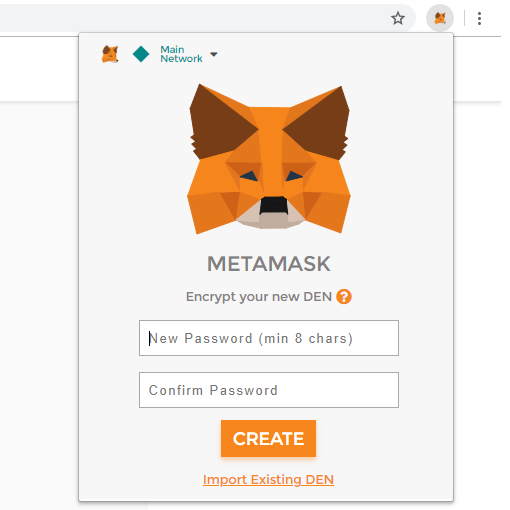 Main
Network
METAMASK
Encrypt your new DEN ?
New Password (min 8 chars)
Confirm Password
CREATE
Import Existing DEN